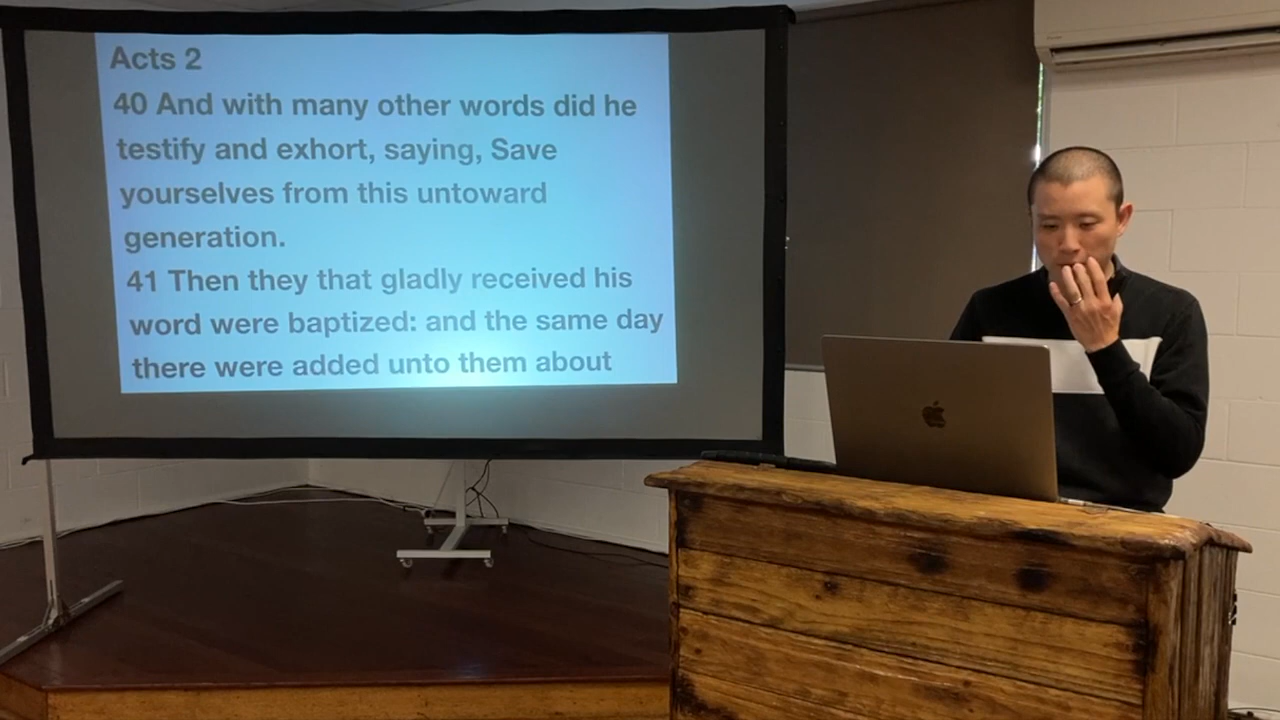 Acts 2
40 And with many other words did he
testify and exhort, saying, Save
yourselves from this untoward
generation.
41 Then they that gladly received his
word were baptized: and the same day
there were added unto them about